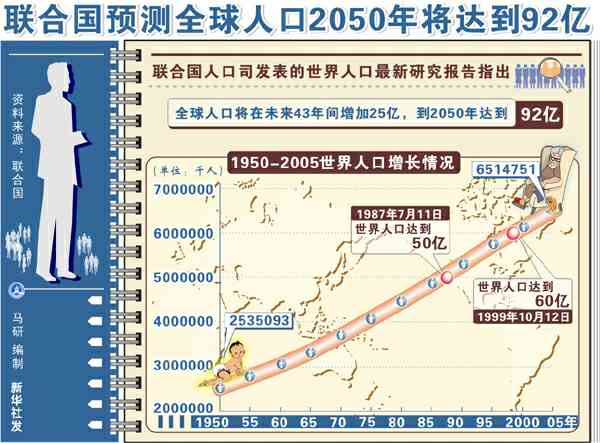 联合国预测全球人口2050年将达到92亿
联合国人口司发表的世界人口最新研究报告指出
全球人口将在未来43年间增加25亿，到2050年达到 92亿
资料来源：联合国
马研 编制
新华社发
1950-2005世界人口增长情况
(单位：千人)
7000000
6000000
5000000
4000000
3000000
2000000
6514751
1987年7月11日
世界人口达到
50亿
世界人口达到
60亿
1999年10月12日
2535093
1950 55 60 65 70 75 80 85 90 95 2000 05年